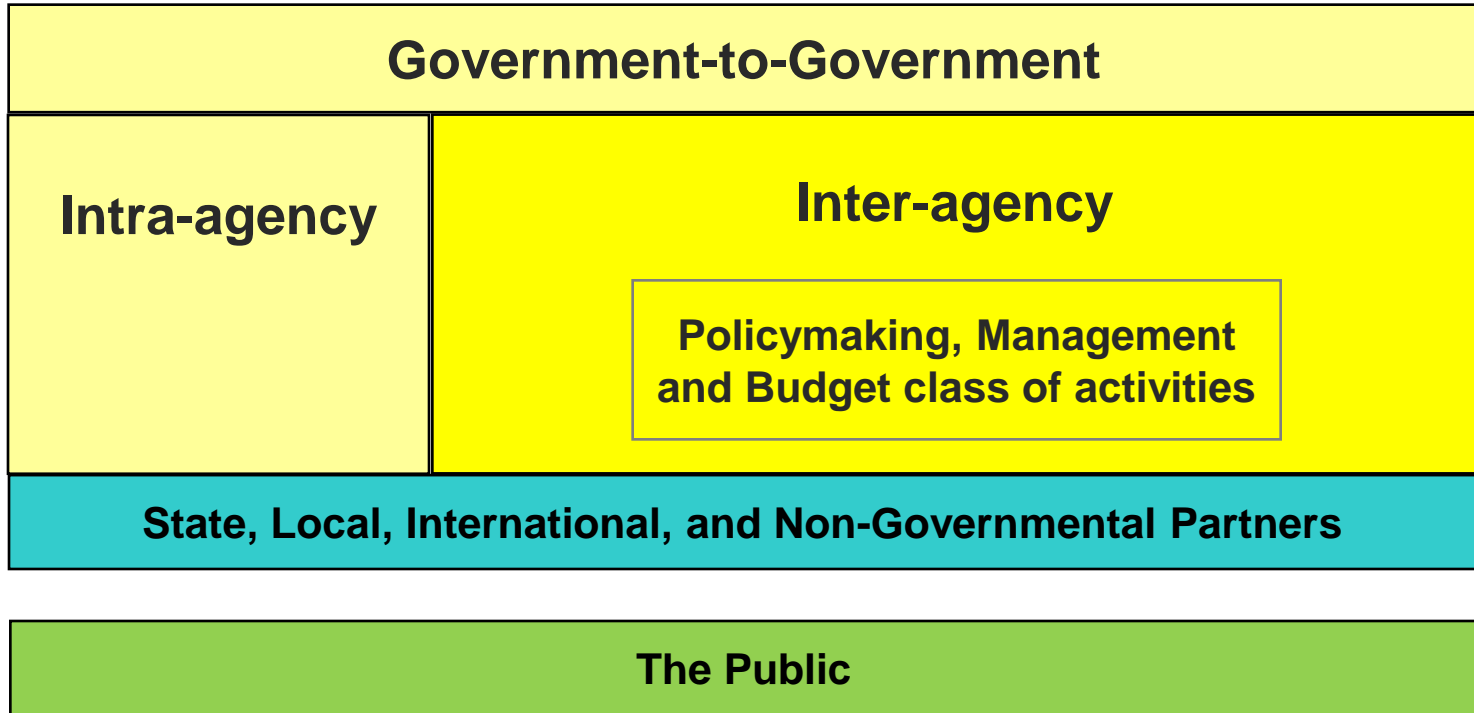 Government-to-Government
Intra-agency
Inter-agency
Policymaking, Management
and Budget class of activities
State, Local, International, and Non-Governmental Partners
The Public